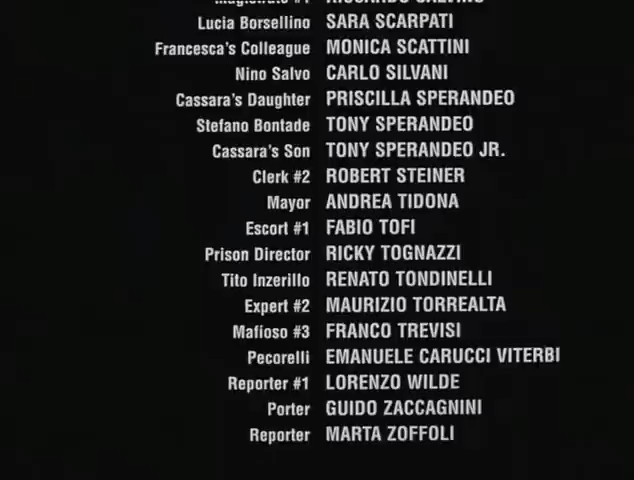 Lucia Borsellino SARA SCARPATI
Francesca's Colleague MONICA SCATTINI
Nino Salvo CARLO SILVANI
Cassara's Daughter PRISCILLA SPERANDEO
Stefano Bontade TONY SPERANDEO
Cassara's Son TONY SPERANDEO JR.
Clerk #2 ROBERT STEINER
Mayor ANDREA TIDONA
Escort #1 FABIO TOFI
Prison Director RICKY TOGNAZZI
Tito Inzerillo RENATO TONDINELLI
Expert #2 MAURIZIO TORREALTA
Mafioso #3 FRANCO TREVISI
Pecorelli EMANUELE CARUCCI VITERBI
Reporter #1 LORENZO WILDE
Porter GUIDO ZACCAGNINI
Reporter MARTA ZOFFOLI